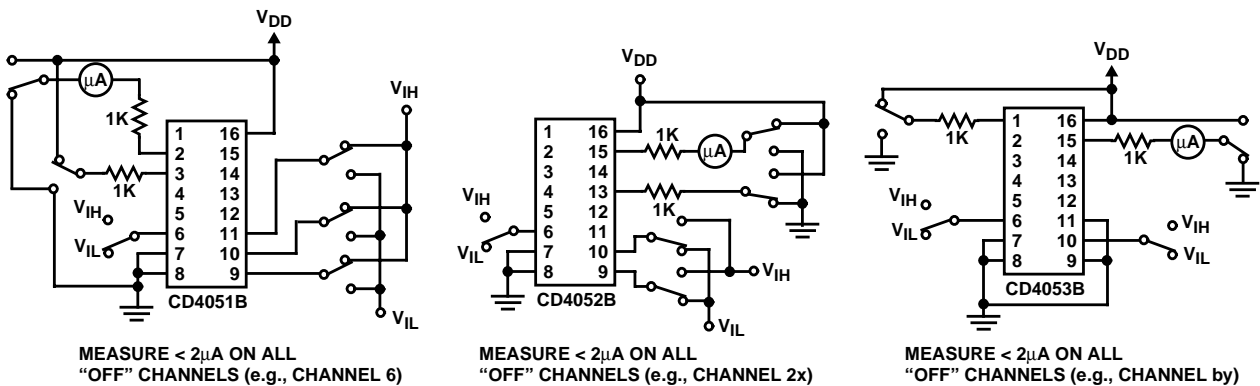 VDD
µA
1K
1K
VIH
1 16
2 15
3 14
4 13
5 12
6 11
7 10
8 9
VIH
VIL
CD4051B
VIL
MEASURE < 2µA ON ALL
“OFF” CHANNELS (e.g., CHANNEL 6)
VDD
1K
µA
1K
1 16
2 15
3 14
4 13
5 12
6 11
7 10
8 9
VIH
VIL
VIH
VIL
CD4052B
MEASURE < 2µA ON ALL
“OFF” CHANNELS (e.g., CHANNEL 2x)
VDD
1K
1K
µA
1 16
2 15
3 14
4 13
5 12
6 11
7 10
8 9
VIH
VIL
VIH
VIL
CD4053B
MEASURE < 2µA ON ALL
“OFF” CHANNELS (e.g., CHANNEL by)